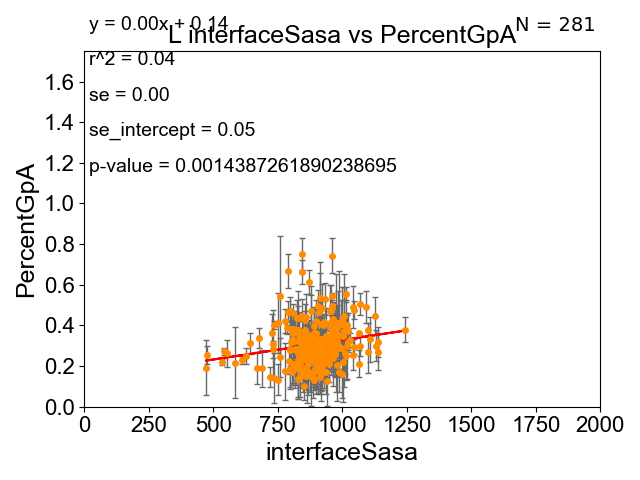 y = 0.00x + 0.14
N = 281
L interfaceSasa vs PercentGpA
r^2 = 0.04
se = 0.00
se_intercept = 0.05
p-value = 0.0014387261890238695
PercentGpA
1.6
1.4
1.2
1.0
0.8
0.6
0.4
0.2
0.0
0 250 500 750 1000 1250 1500 1750 2000
interfaceSasa